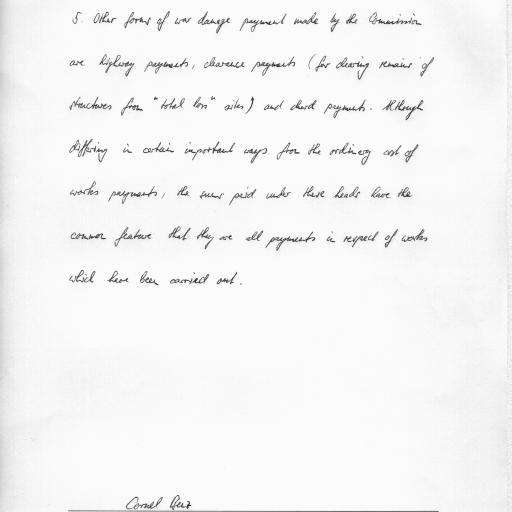 5. Other forms of war damage payment made by the Commission
are highway payments, clearance payments (for clearing remains of
structures from "total loss" sites) and church payments. Although
differing in certain important ways from the ordinary cost of
works payments, the sums paid under these heads have the
common feature that they are all payments in respect of works
which have been carried out.
Cornel Benz